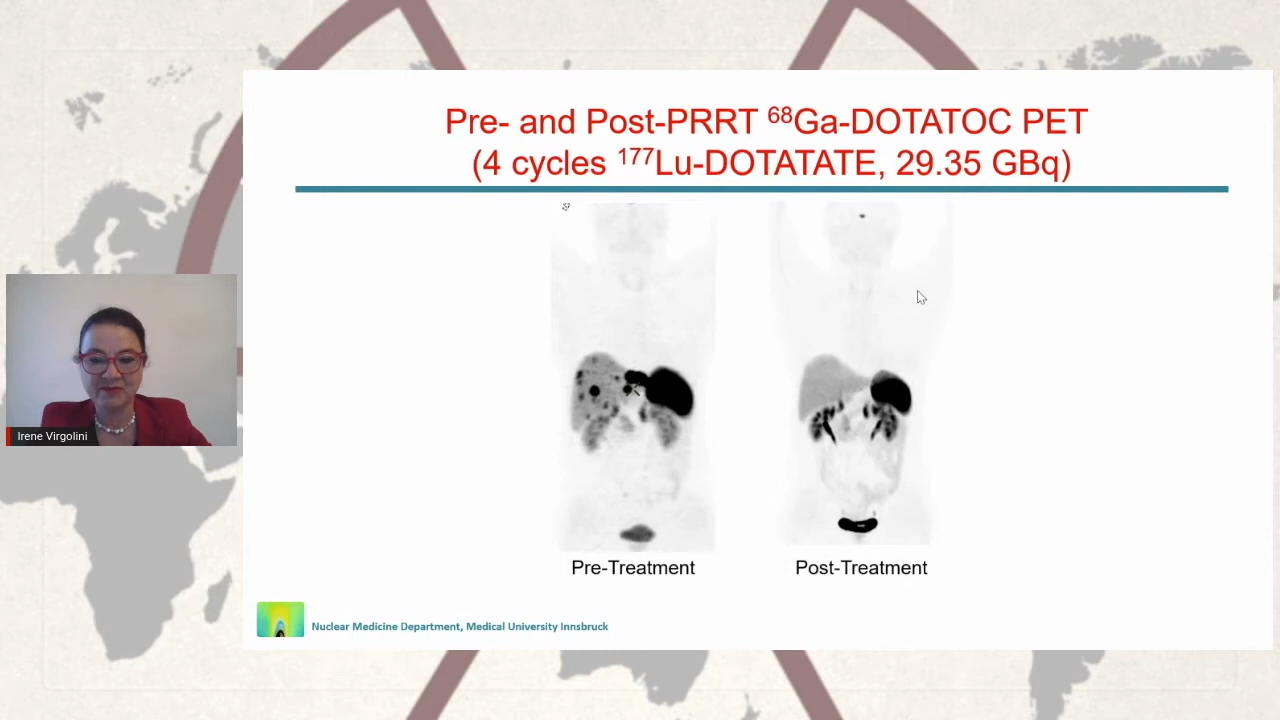 Pre- and Post-PRRT ⁶⁸Ga-DOTATOC PET
(4 cycles ¹⁷⁷Lu-DOTATATE, 29.35 GBq)
Irene Virgolini
Pre-Treatment
Post-Treatment
Nuclear Medicine Department, Medical University Innsbruck